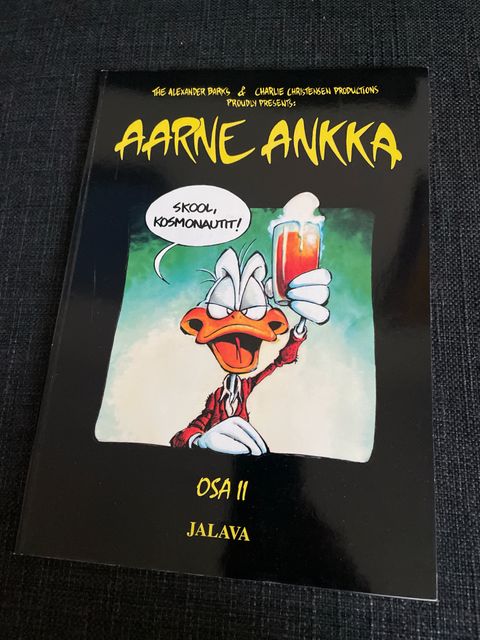 THE ALEXANDER BARKS & CHARLIE CHRISTENSEN PRODUCTIONS
PROUDLY PRESENTS:
AARNE ANKKA
SKOOL,
KOSMONAUTIT!
OSA II
JALAVA